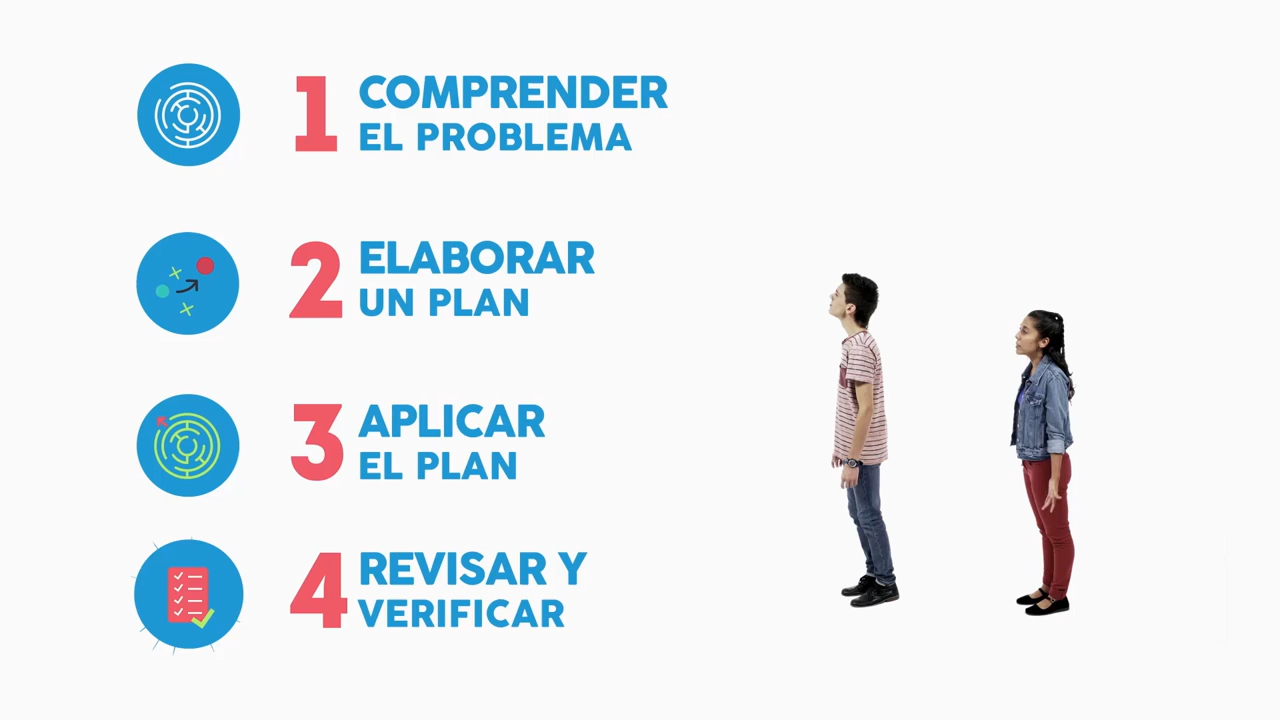 1 COMPRENDER
EL PROBLEMA
2 ELABORAR
UN PLAN
3 APLICAR
EL PLAN
4 REVISAR Y
VERIFICAR